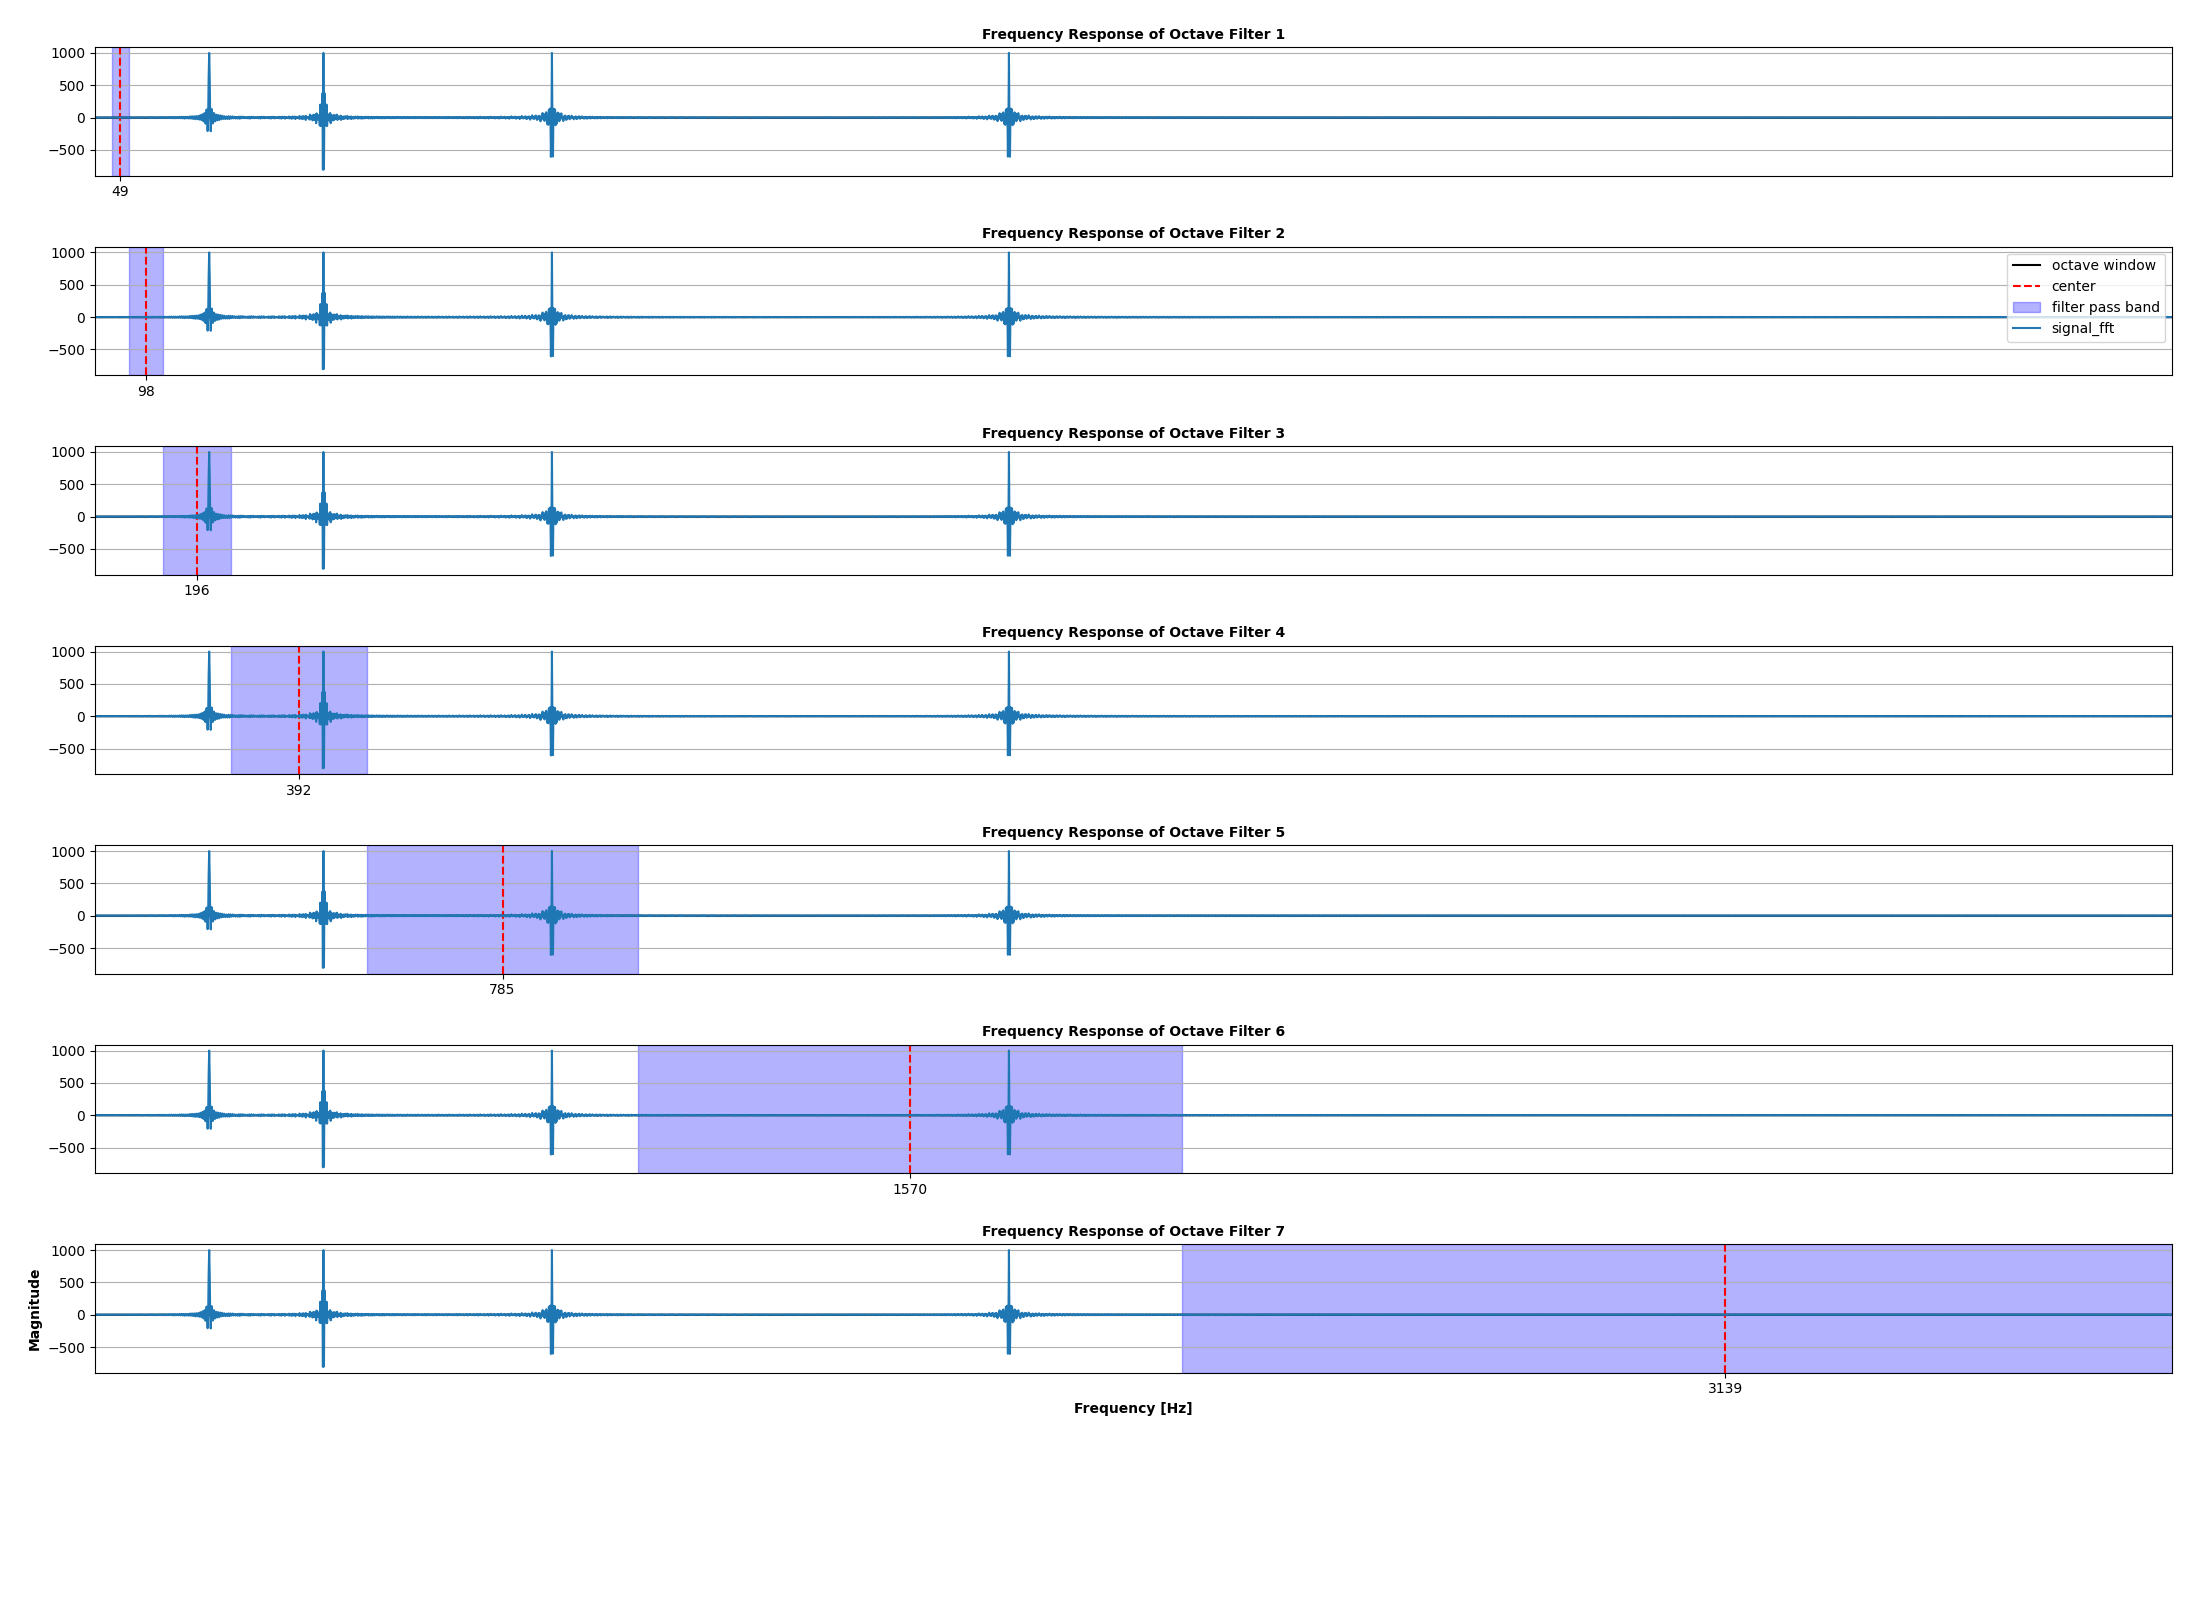 Frequency Response of Octave Filter 1
1000
500
0
−500
49
Frequency Response of Octave Filter 2
1000
500
0
−500
octave window
center
filter pass band
signal_fft
98
Frequency Response of Octave Filter 3
1000
500
0
−500
196
Frequency Response of Octave Filter 4
1000
500
0
−500
392
Frequency Response of Octave Filter 5
1000
500
0
−500
785
Frequency Response of Octave Filter 6
1000
500
0
−500
1570
Frequency Response of Octave Filter 7
Magnitude
1000
500
0
−500
3139
Frequency [Hz]